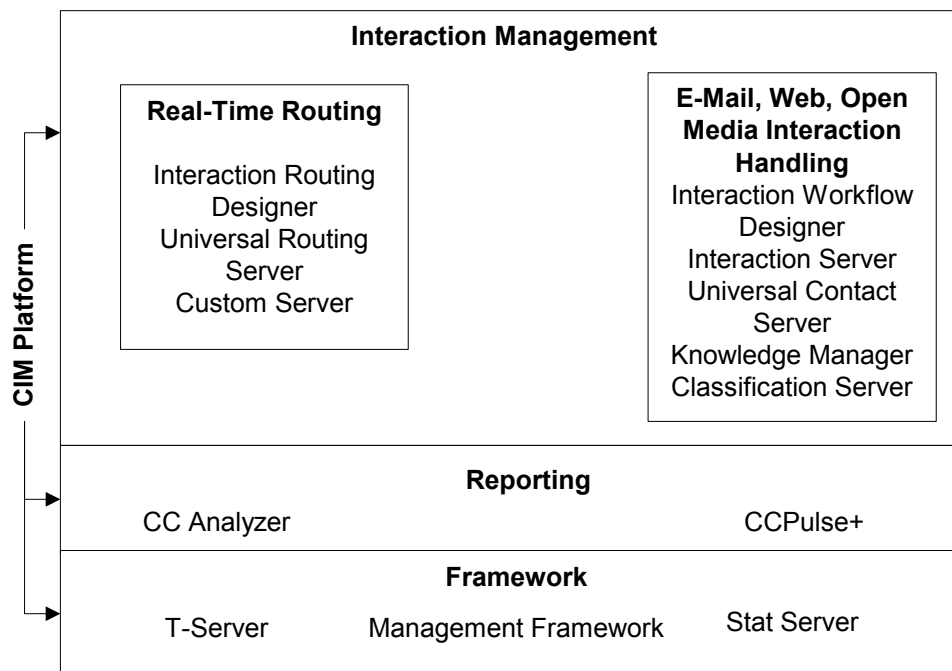 Interaction Management
Real-Time Routing
Interaction Routing
Designer
Universal Routing
Server
Custom Server
E-Mail, Web, Open
Media Interaction
Handling
Interaction Workflow
Designer
Interaction Server
Universal Contact
Server
Knowledge Manager
Classification Server
CIM Platform
Reporting
CC Analyzer
CCPulse+
Framework
T-Server
Management Framework
Stat Server